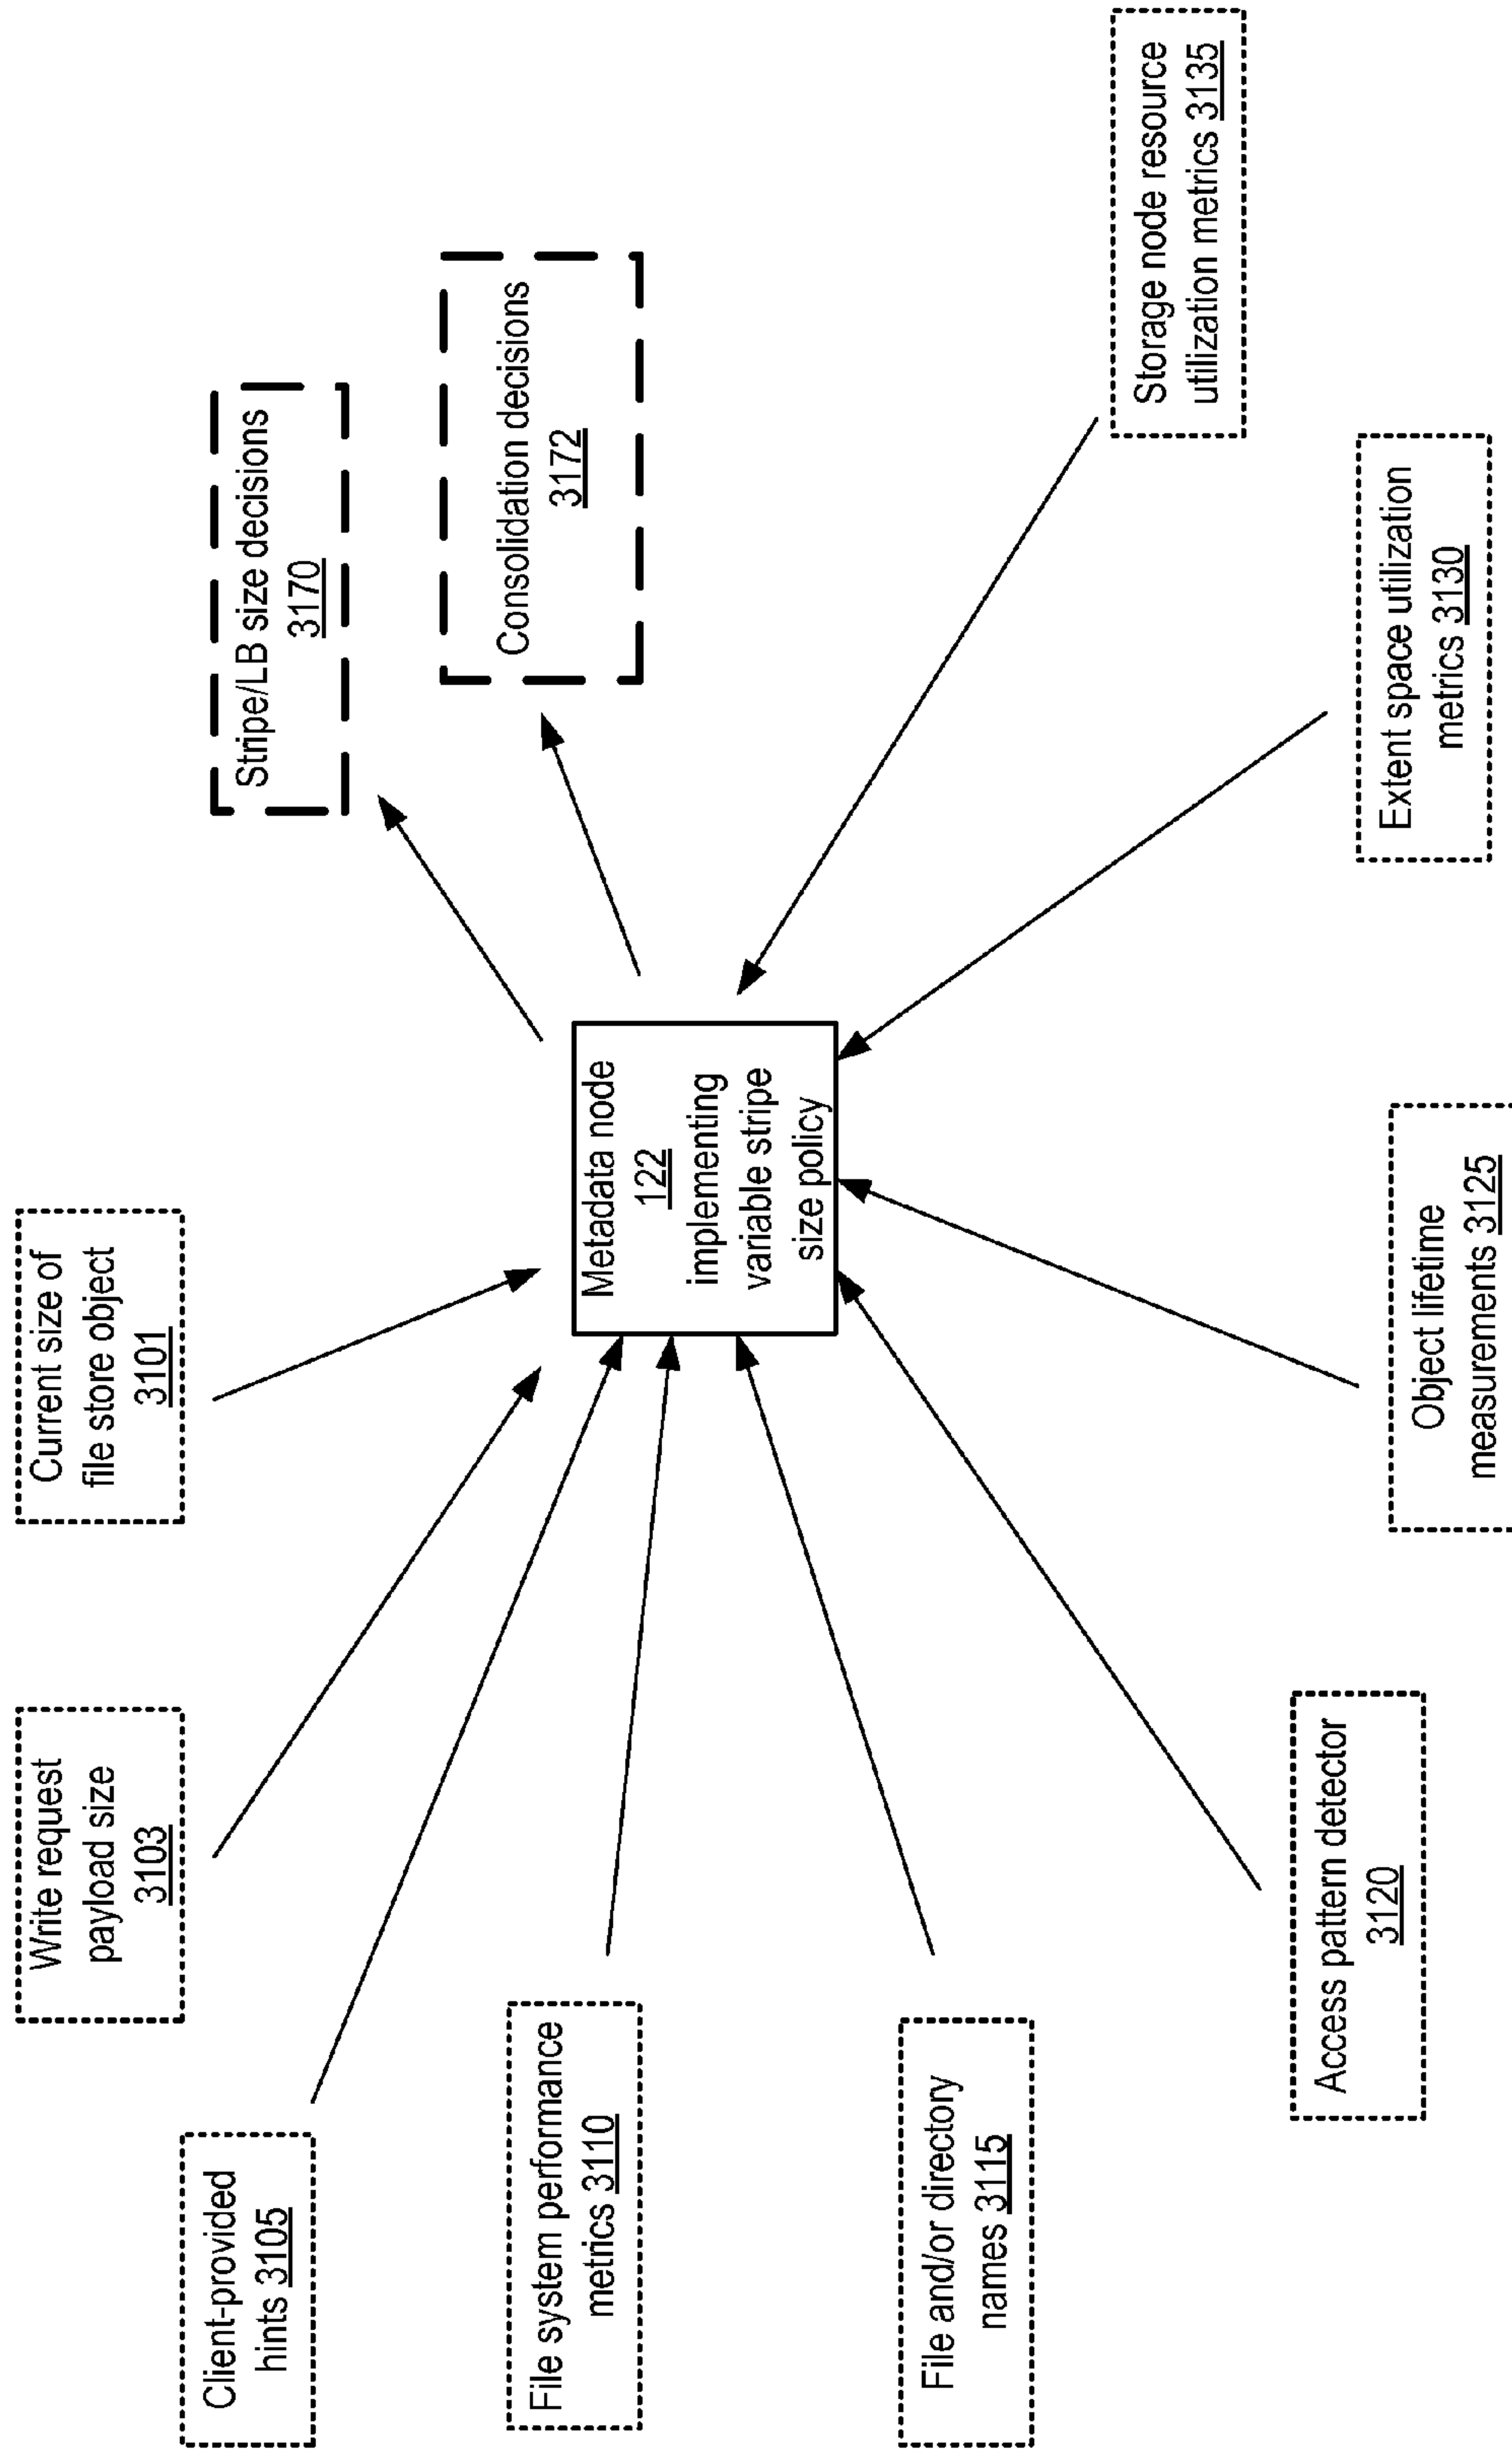 Current size of
file store object
3101
Write request
payload size
3103
Client-provided
hints 3105
File system performance
metrics 3110
File and/or directory
names 3115
Access pattern detector
3120
Object lifetime
measurements 3125
Extent space utilization
metrics 3130
Storage node resource
utilization metrics 3135
Metadata node
122
implementing
variable stripe
size policy
Stripe/LB size decisions
3170
Consolidation decisions
3172